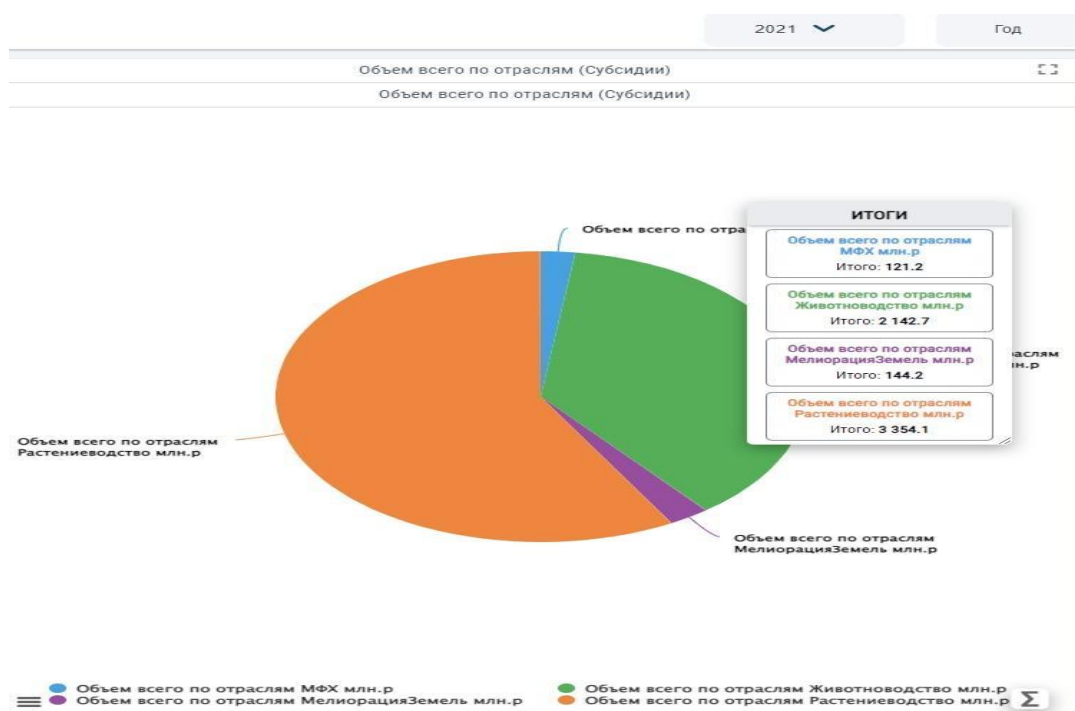 2021
Год
Объем всего по отраслям (Субсидии)
Объем всего по отраслям (Субсидии)
Объем всего по
ИТОГИ
Объем всего по отраслям
МФХ млн.р
Итого: 121.2
Объем всего по отраслям
Животноводство млн.р
Итого: 2 142.7
Объем всего по отраслям
МелиорацияЗемель млн.р
Итого: 144.2
Объем всего по отраслям
Растениеводство млн.р
Итого: 3 354.1
Объем всего по отраслям
Растениеводство млн.р
Объем всего по отраслям
МелиорацияЗемель млн.р
Объем всего по отраслям МФХ млн.р
Объем всего по отраслям Животноводство млн.р
Объем всего по отраслям МелиорацияЗемель млн.р
Объем всего по отраслям Растениеводство млн.р
Σ